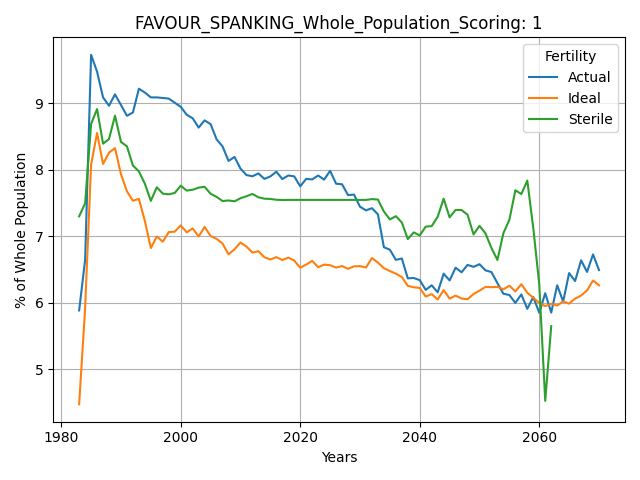 FAVOUR_SPANKING_Whole_Population_Scoring: 1
% of Whole Population
9
8
7
6
5
1980
2000
2020
2040
2060
Years
Fertility
Actual
Ideal
Sterile